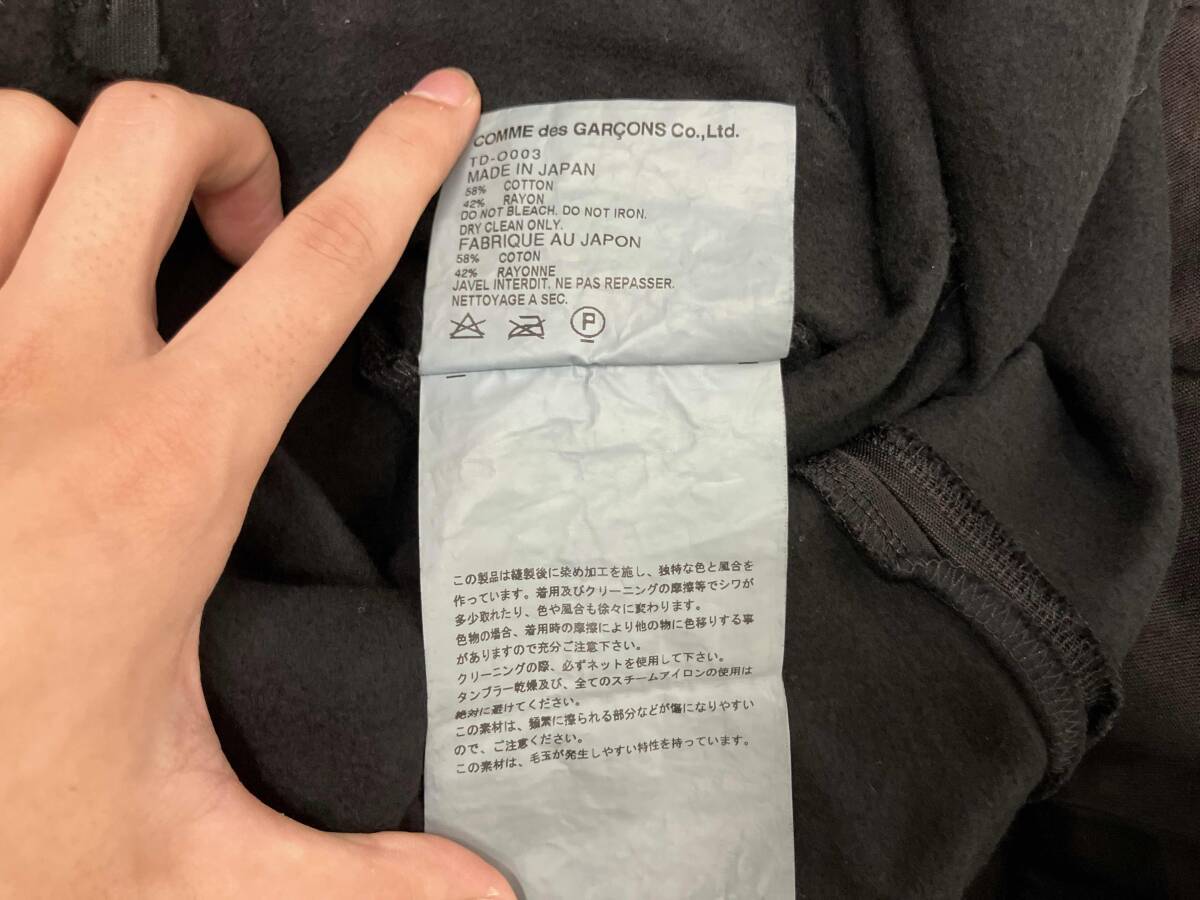 COMME des GARÇONS Co.,Ltd.
TD-O003
MADE IN JAPAN
58% COTTON
42% RAYON
DO NOT BLEACH. DO NOT IRON.
DRY CLEAN ONLY.
FABRIQUE AU JAPON
58% COTON
42% RAYONNE
JAVEL INTERDIT. NE PAS REPASSER.
NETTOYAGE A SEC.
P
この製品は縫製後に染め加工を施し、独特な色と風合を
作っています。着用及びクリーニングの摩擦等でシワが
多少取れたり、色や風合も徐々に変わります。
色物の場合、着用時の摩擦により他の物に色移りする事
がありますので充分ご注意下さい。
クリーニングの際、必ずネットを使用して下さい。
タンブラー乾燥及び、全てのスチームアイロンの使用は
絶対に避けてください。
この素材は、頻繁に擦られる部分などが傷になりやすい
ので、ご注意ください。
この素材は、毛玉が発生しやすい特性を持っています。